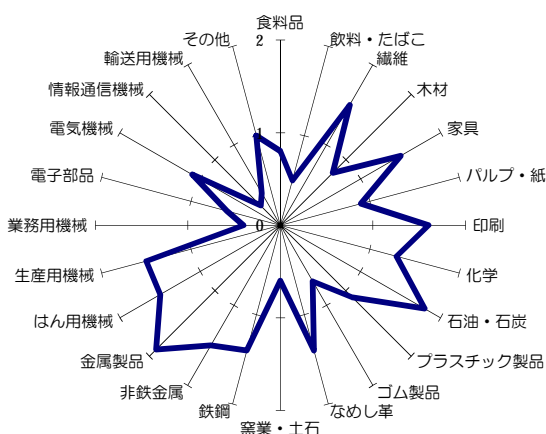 食料品
飲料・たばこ
繊維
木材
家具
パルプ・紙
印刷
化学
石油・石炭
プラスチック製品
ゴム製品
なめし革
窯業・土石
鉄鋼
非鉄金属
金属製品
はん用機械
生産用機械
業務用機械
電子部品
電気機械
情報通信機械
輸送用機械
その他
2
1
0